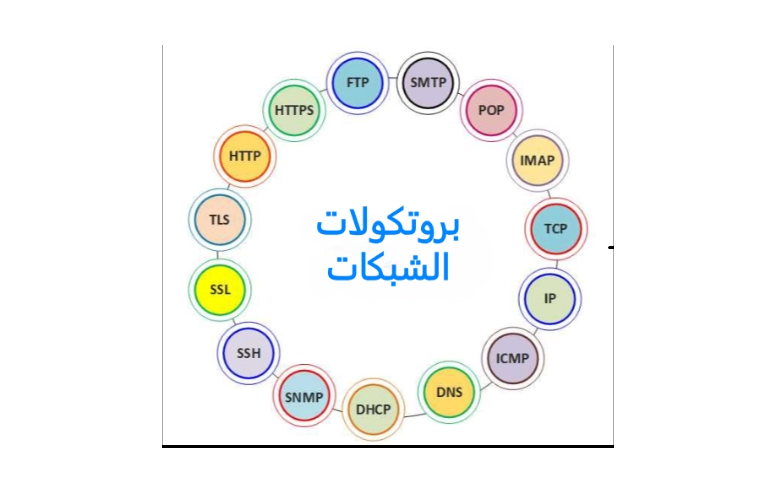 FTP
SMTP
POP
IMAP
TCP
IP
ICMP
DNS
DHCP
SNMP
SSH
SSL
TLS
HTTP
HTTPS
بروتكولات
الشبكات